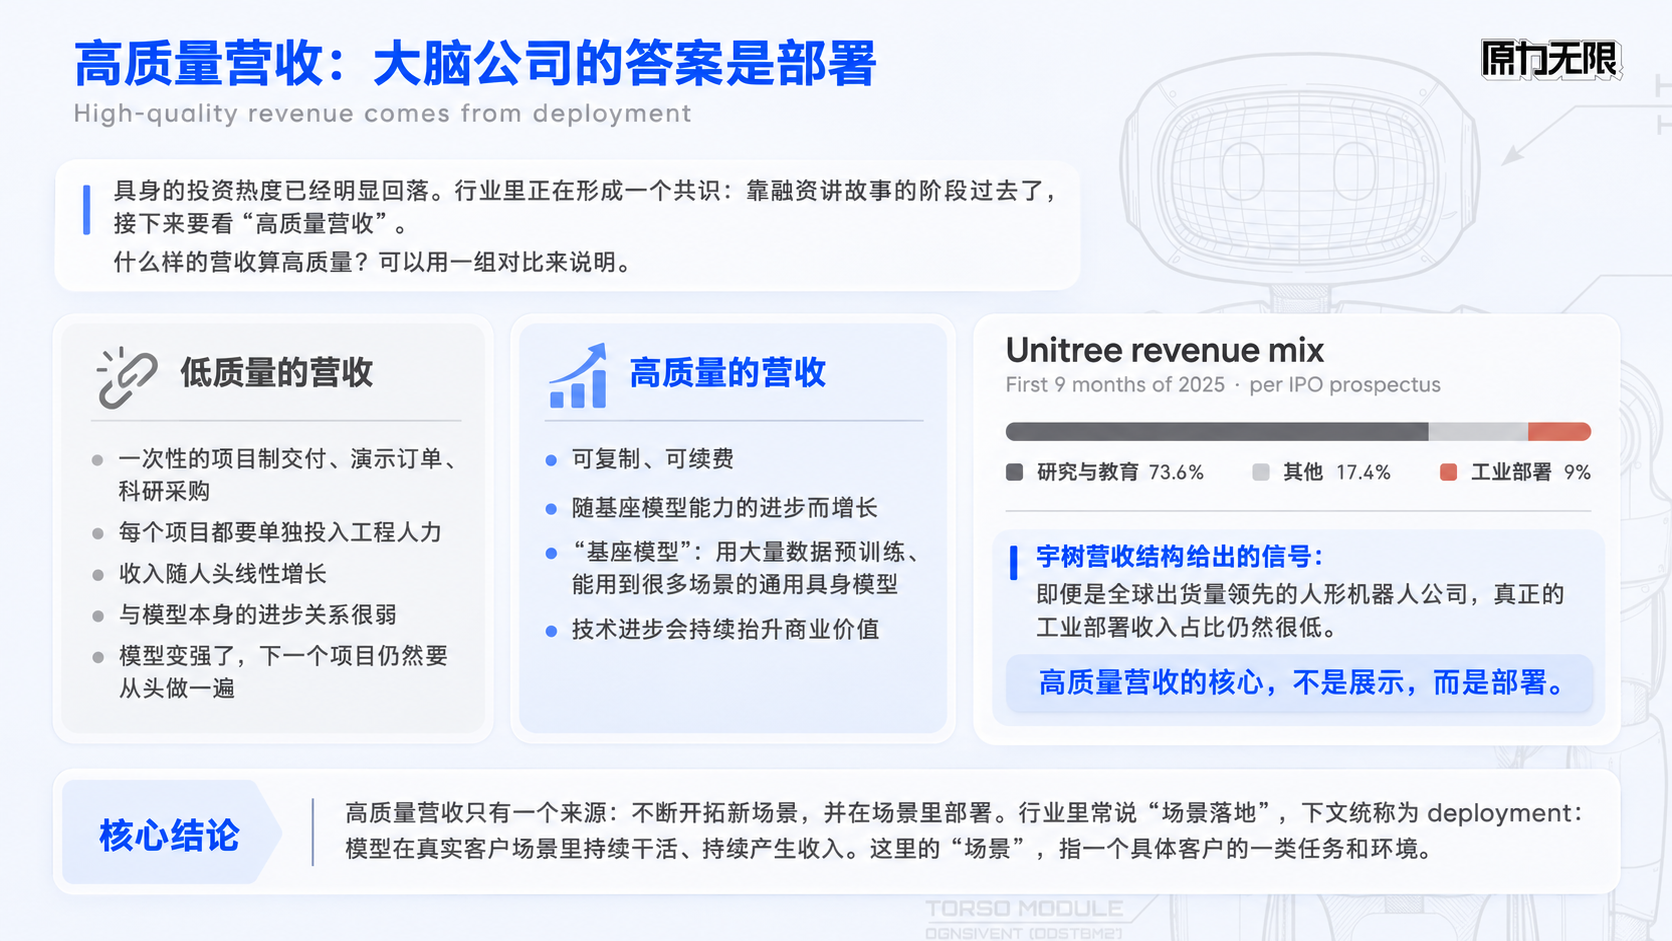 高质量营收：大脑公司的答案是部署
High-quality revenue comes from deployment
原力无限
具身的投资热度已经明显回落。行业里正在形成一个共识：靠融资讲故事的阶段过去了，
接下来要看“高质量营收”。
什么样的营收算高质量？可以用一组对比来说明。
低质量的营收
一次性的项目制交付、演示订单、
科研采购
每个项目都要单独投入工程人力
收入随人头线性增长
与模型本身的进步关系很弱
模型变强了，下一个项目仍然要
从头做一遍
高质量的营收
可复制、可续费
随基座模型能力的进步而增长
“基座模型”：用大量数据预训练、
能用到很多场景的通用具身模型
技术进步会持续抬升商业价值
Unitree revenue mix
First 9 months of 2025 · per IPO prospectus
研究与教育 73.6%
其他 17.4%
工业部署 9%
宇树营收结构给出的信号：
即便是全球出货量领先的人形机器人公司，真正的
工业部署收入占比仍然很低。
高质量营收的核心，不是展示，而是部署。
核心结论
高质量营收只有一个来源：不断开拓新场景，并在场景里部署。行业里常说“场景落地”，下文统称为 deployment：
模型在真实客户场景里持续干活、持续产生收入。这里的“场景”，指一个具体客户的一类任务和环境。
TORSO MODULE